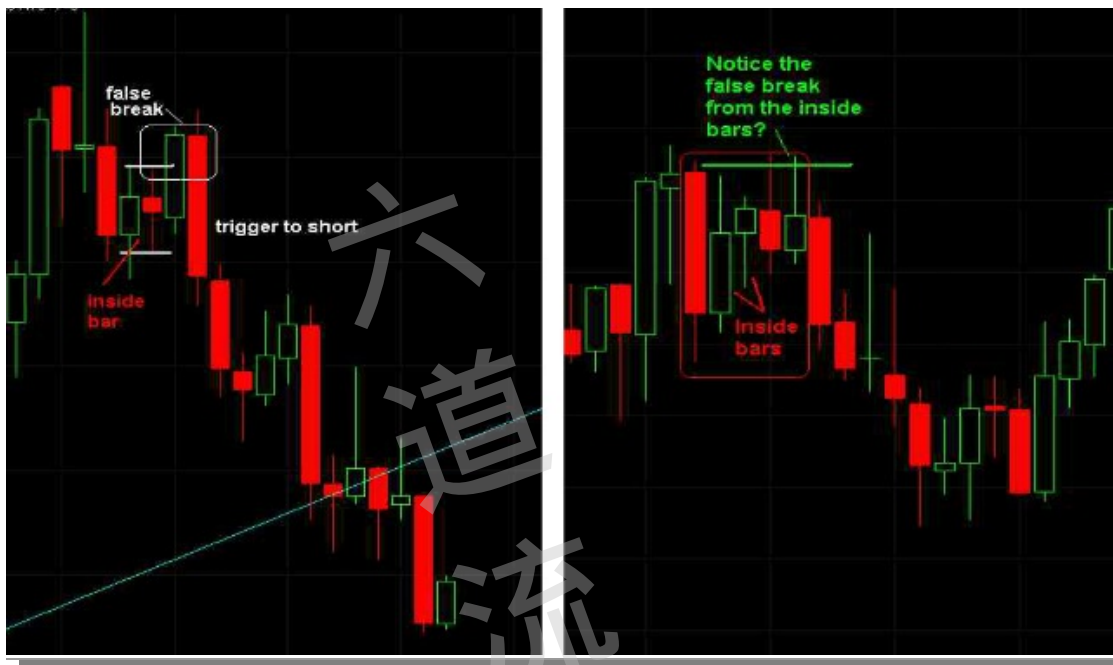 false
break
trigger to short
inside
bar
Notice the
false break
from the inside
bars?
Inside
bars
六
道
流